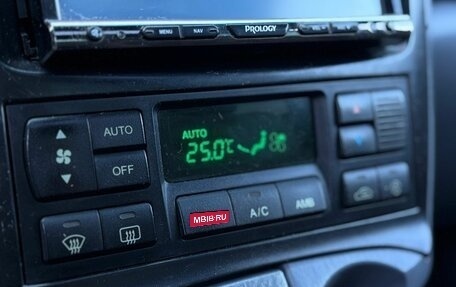 MENU NAV PROLOGY
AUTO
OFF
AUTO
25.0°C
MBIB.RU
A/C
AMB